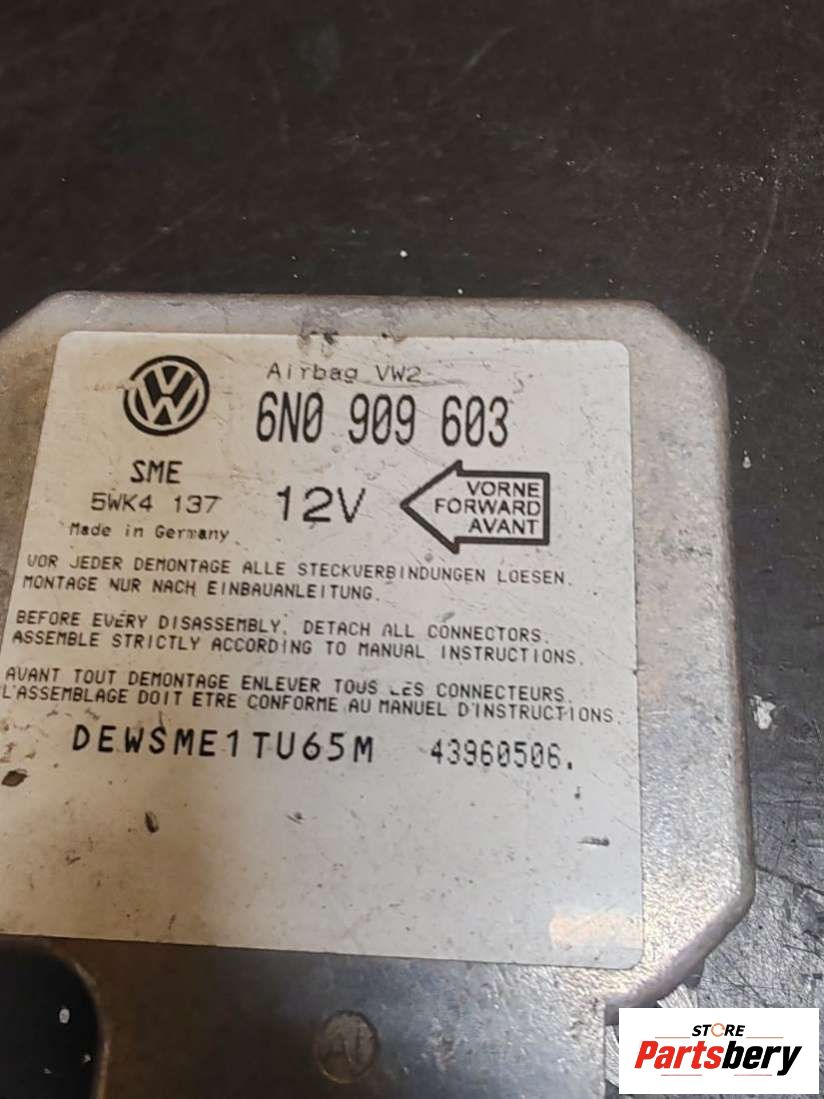 Airbag VW2
6N0 909 603
SME
5WK4 137
Made in Germany
12V
VORNE
FORWARD
AVANT
VOR JEDER DEMONTAGE ALLE STECKVERBINDUNGEN LOESEN.
MONTAGE NUR NACH EINBAUANLEITUNG.
BEFORE EVERY DISASSEMBLY, DETACH ALL CONNECTORS.
ASSEMBLE STRICTLY ACCORDING TO MANUAL INSTRUCTIONS.
AVANT TOUT DEMONTAGE ENLEVER TOUS LES CONNECTEURS.
L'ASSEMBLAGE DOIT ETRE CONFORME AU MANUEL D'INSTRUCTIONS.
DEWSME1TU65M 43960506.
STORE
Partsbery